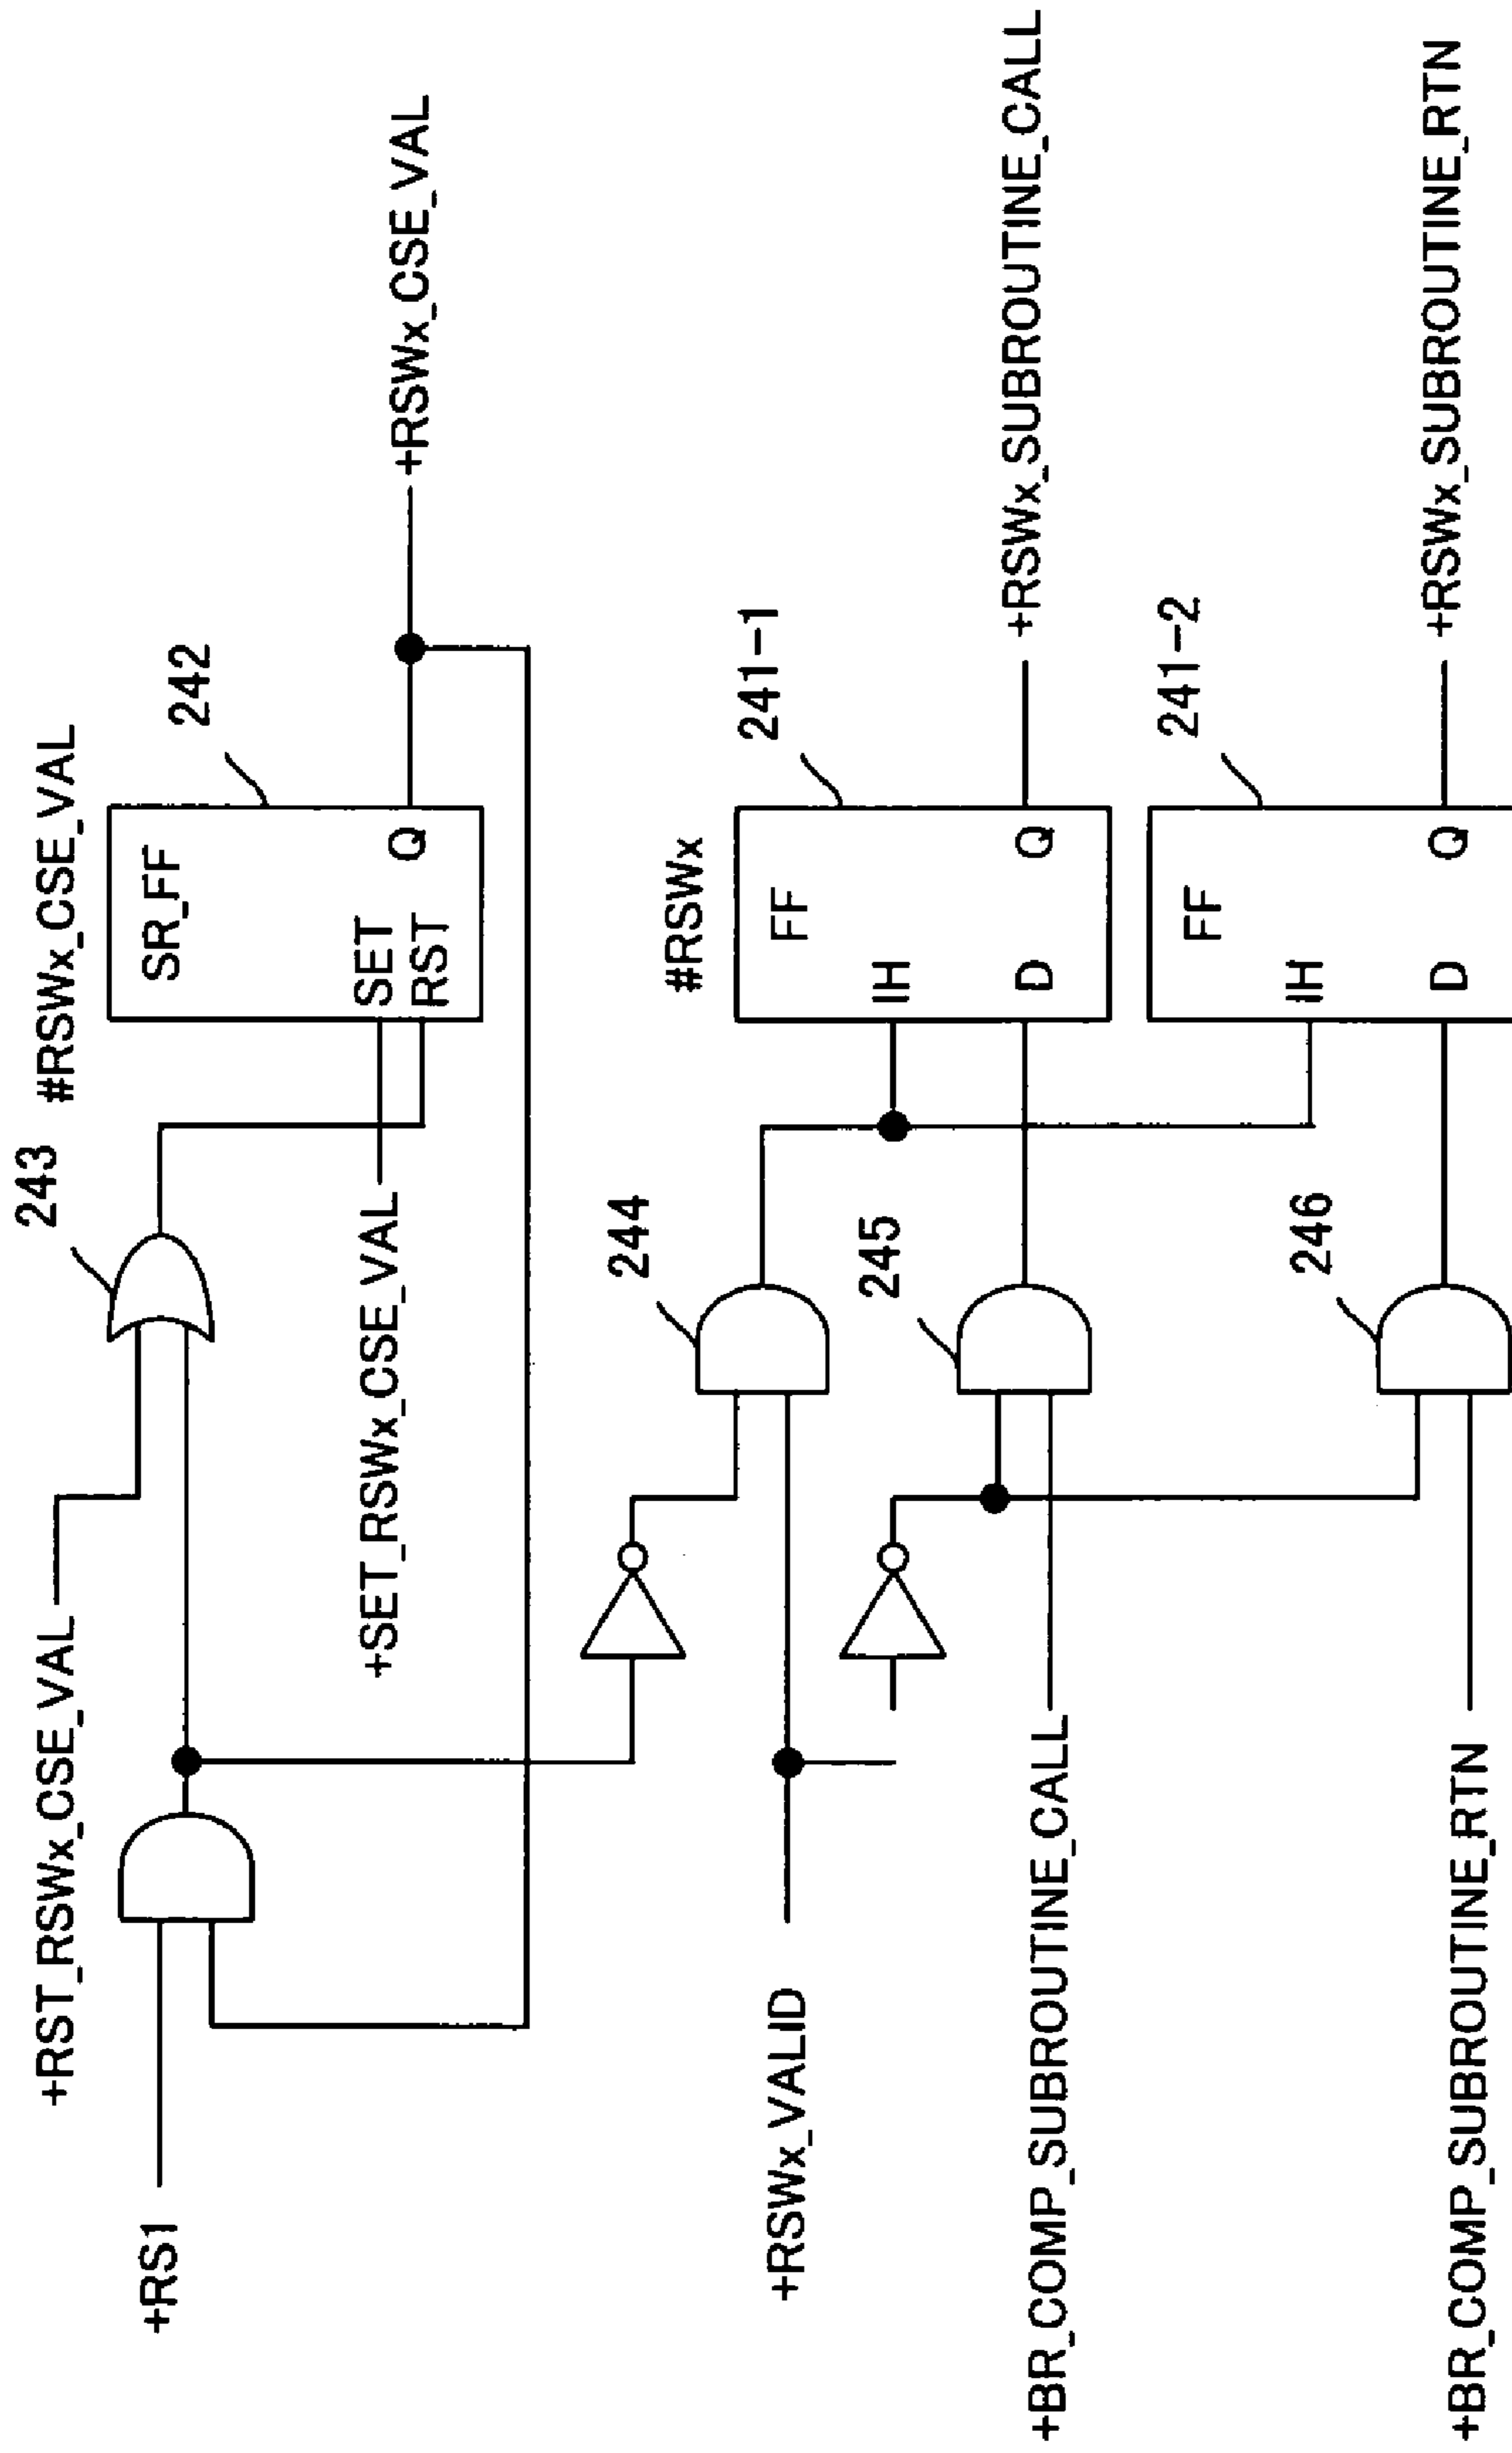 +RST_RSWx_CSE_VAL
243
#RSWx_CSE_VAL
242
SR_FF
SET
RST
Q
+RS1
+SET_RSWx_CSE_VAL
+RSWx_CSE_VAL
244
#RSWx
241-1
FF
IH
D
Q
+RSWx_VALID
245
+RSWx_SUBROUTINE_CALL
+BR_COMP_SUBROUTINE_CALL
241-2
FF
IH
D
Q
246
+RSWx_SUBROUTINE_RTN
+BR_COMP_SUBROUTINE_RTN